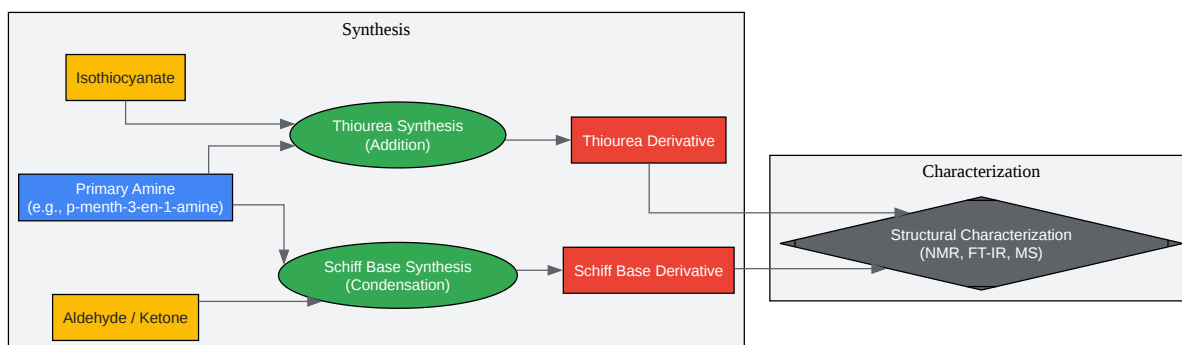 Synthesis
Isothiocyanate
Thiourea Synthesis
(Addition)
Thiourea Derivative
Primary Amine
(e.g., p-menth-3-en-1-amine)
Schiff Base Synthesis
(Condensation)
Schiff Base Derivative
Aldehyde / Ketone
Characterization
Structural Characterization
(NMR, FT-IR, MS)